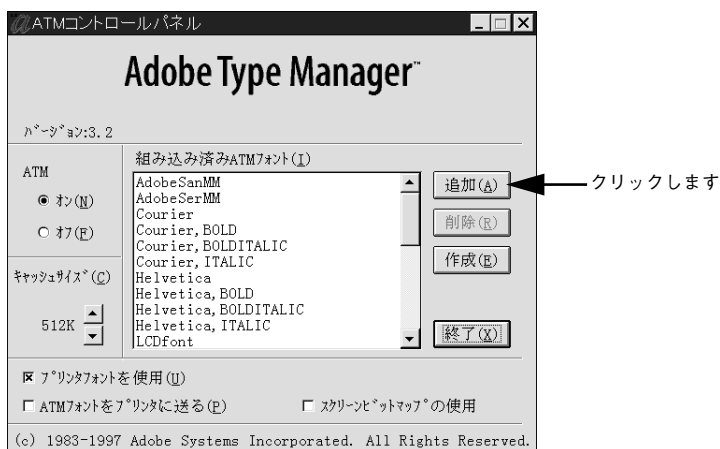 ATMコントロールパネル
Adobe Type Manager™
ﾊﾞｰｼﾞｮﾝ:3.2
ATM
オン(N)
オフ(F)
ｷｬｯｼｭｻｲｽﾞ(C)
512K
組み込み済みATMﾌｫﾝﾄ(I)
AdobeSanMM
AdobeSerMM
Courier
Courier,BOLD
Courier,BOLDITALIC
Courier,ITALIC
Helvetica
Helvetica,BOLD
Helvetica,BOLDITALIC
Helvetica,ITALIC
LCDfont
追加(A)
削除(R)
作成(E)
終了(X)
クリックします
ﾌﾟﾘﾝﾀﾌｫﾝﾄを使用(U)
ATMﾌｫﾝﾄをﾌﾟﾘﾝﾀに送る(P)
ｽｸﾘｰﾝﾋﾞｯﾄﾏｯﾌﾟの使用
(c) 1983-1997 Adobe Systems Incorporated. All Rights Reserved.